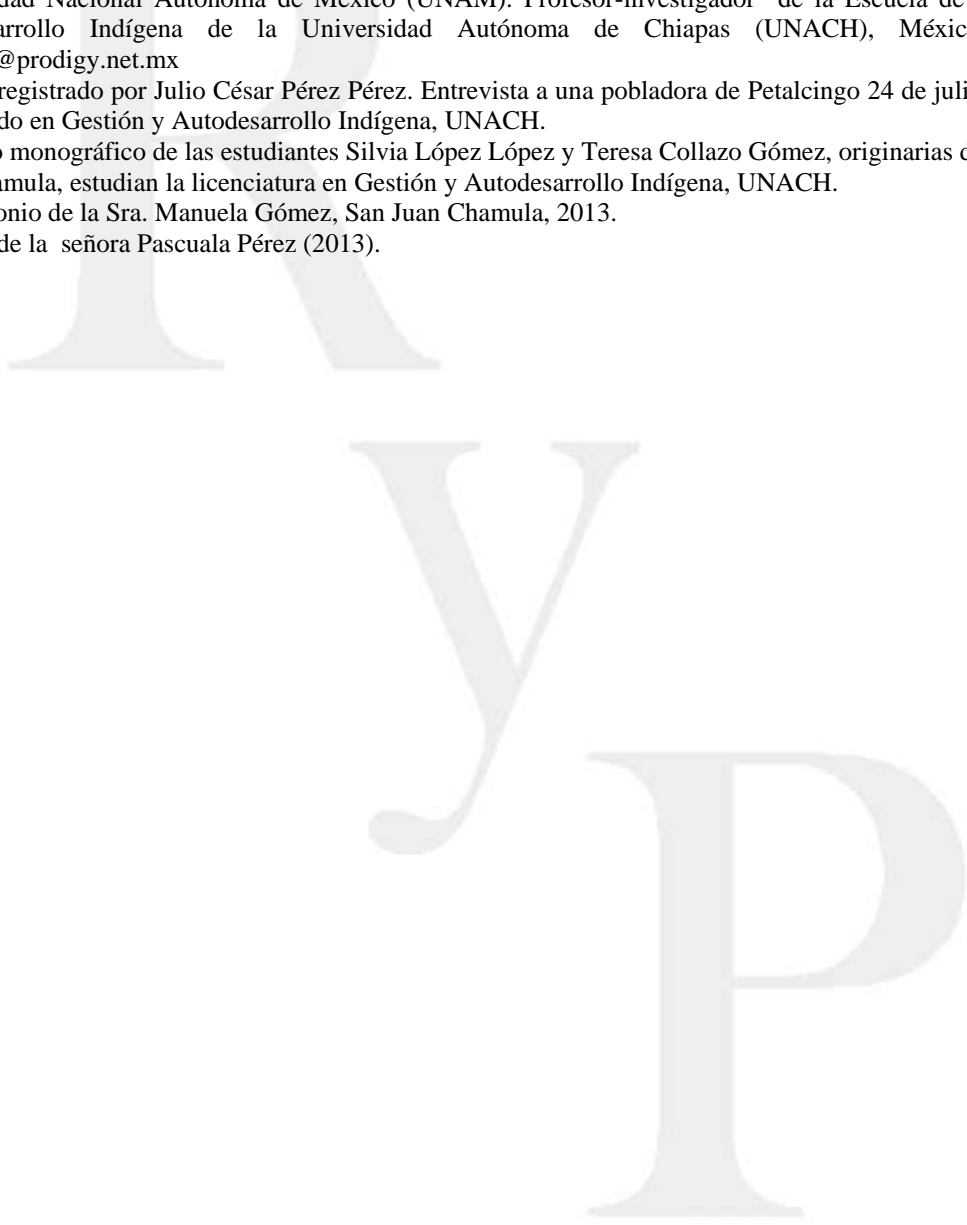 dad Nacional Autónoma de México (UNAM). Profesor-investigador de la Escuela de
arrollo Indígena de la Universidad Autónoma de Chiapas (UNACH), Méxic
@prodigy.net.mx
registrado por Julio César Pérez Pérez. Entrevista a una pobladora de Petalcingo 24 de juli
do en Gestión y Autodesarrollo Indígena, UNACH.
o monográfico de las estudiantes Silvia López López y Teresa Collazo Gómez, originarias d
amula, estudian la licenciatura en Gestión y Autodesarrollo Indígena, UNACH.
onio de la Sra. Manuela Gómez, San Juan Chamula, 2013.
de la señora Pascuala Pérez (2013).
R
y
P